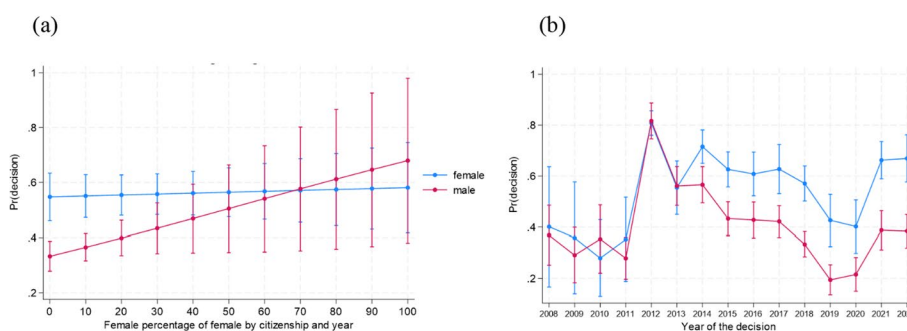 (a)
(b)
1
.8
.6
.4
.2
Pr(decision)
0 10 20 30 40 50 60 70 80 90 100
Female percentage of female by citizenship and year
female
male
1
.8
.6
.4
.2
Pr(decision)
2008 2009 2010 2011 2012 2013 2014 2015 2016 2017 2018 2019 2020 2021
Year of the decision